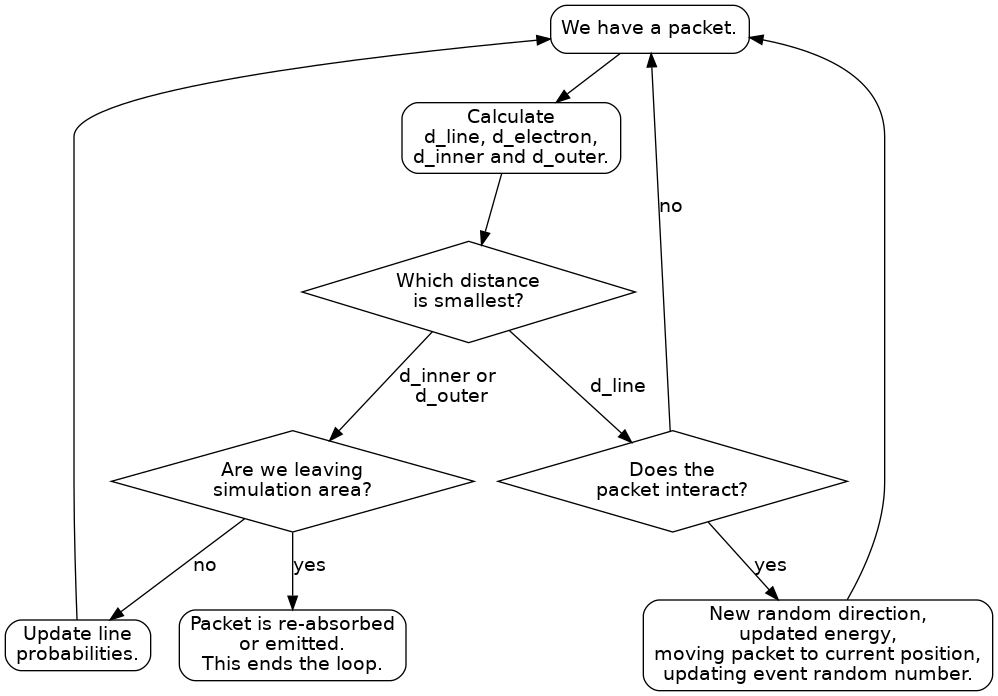 We have a packet.
Calculate
d_line, d_electron,
d_inner and d_outer.
no
Which distance
is smallest?
d_inner or
d_outer
d_line
Are we leaving
simulation area?
Does the
packet interact?
no
yes
yes
Update line
probabilities.
Packet is re-absorbed
or emitted.
This ends the loop.
New random direction,
updated energy,
moving packet to current position,
updating event random number.